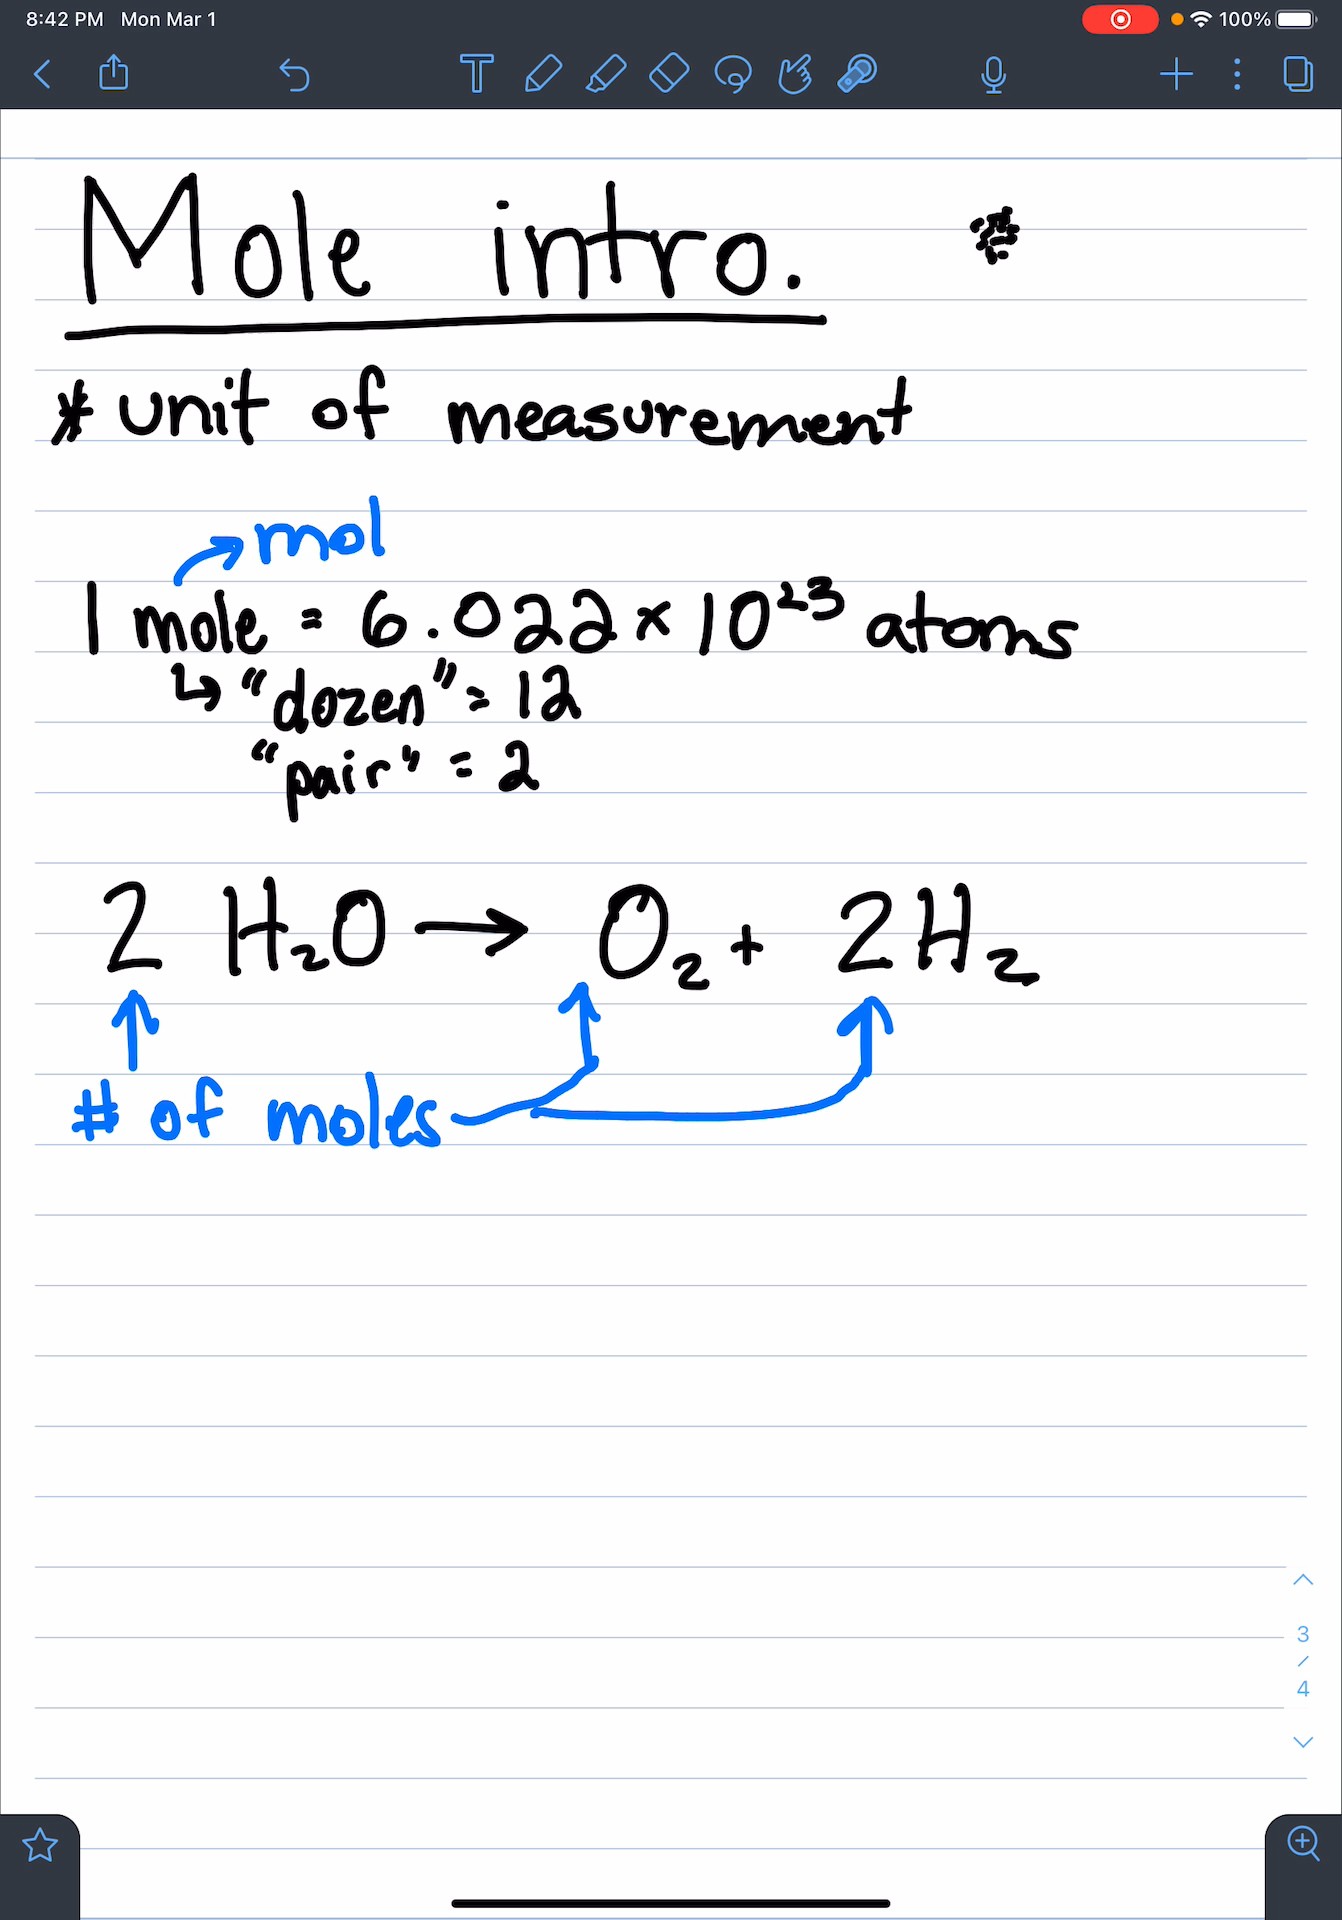 8:42 PM Mon Mar 1 100%
Mole intro.
* unit of measurement
mol
1 mole = 6.022 x 10²³ atoms
↳ "dozen" = 12
"pair" = 2
2 H₂O → O₂ + 2H₂
# of moles
3
/
4